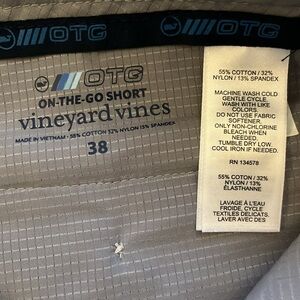 OTG
OTG
OTG
ON-THE-GO SHORT
vineyard vines
MADE IN VIETNAM • 55% COTTON 32% NYLON 13% SPANDEX
38
55% COTTON / 32%
NYLON / 13% SPANDEX
MACHINE WASH COLD
GENTLE CYCLE.
WASH WITH LIKE
COLORS.
DO NOT USE FABRIC
SOFTENER.
ONLY NON-CHLORINE
BLEACH WHEN
NEEDED.
TUMBLE DRY LOW.
COOL IRON IF NEEDED.
RN 134578
55% COTTON / 32%
NYLON / 13%
ÉLASTHANNE
LAVAGE À L'EAU
FROIDE, CYCLE
TEXTILES DELICATS.
LAVER AVEC DES